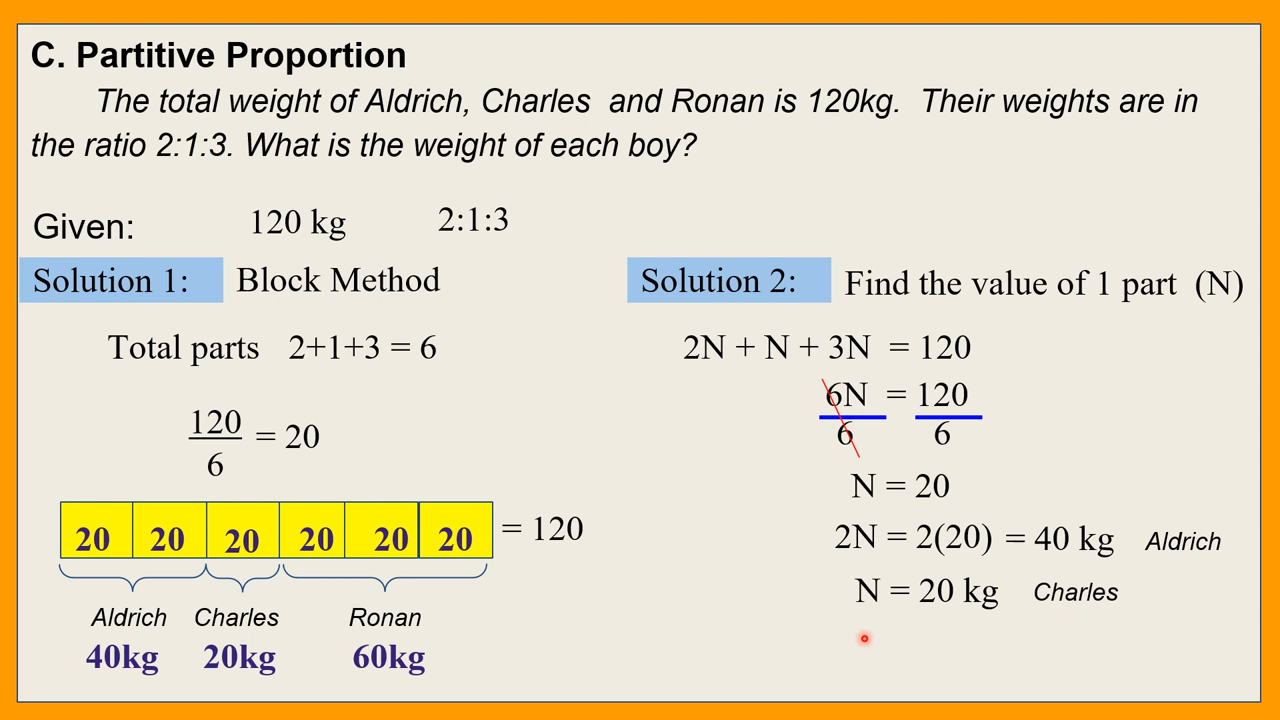 C. Partitive Proportion
The total weight of Aldrich, Charles and Ronan is 120kg. Their weights are in
the ratio 2:1:3. What is the weight of each boy?
Given: 120 kg 2:1:3
Solution 1: Block Method
Total parts 2+1+3 = 6
120
6
= 20
20 20 20 20 20 20 = 120
Aldrich Charles Ronan
40kg 20kg 60kg
Solution 2: Find the value of 1 part (N)
2N + N + 3N = 120
6N = 120
6 6
N = 20
2N = 2(20) = 40 kg Aldrich
N = 20 kg Charles